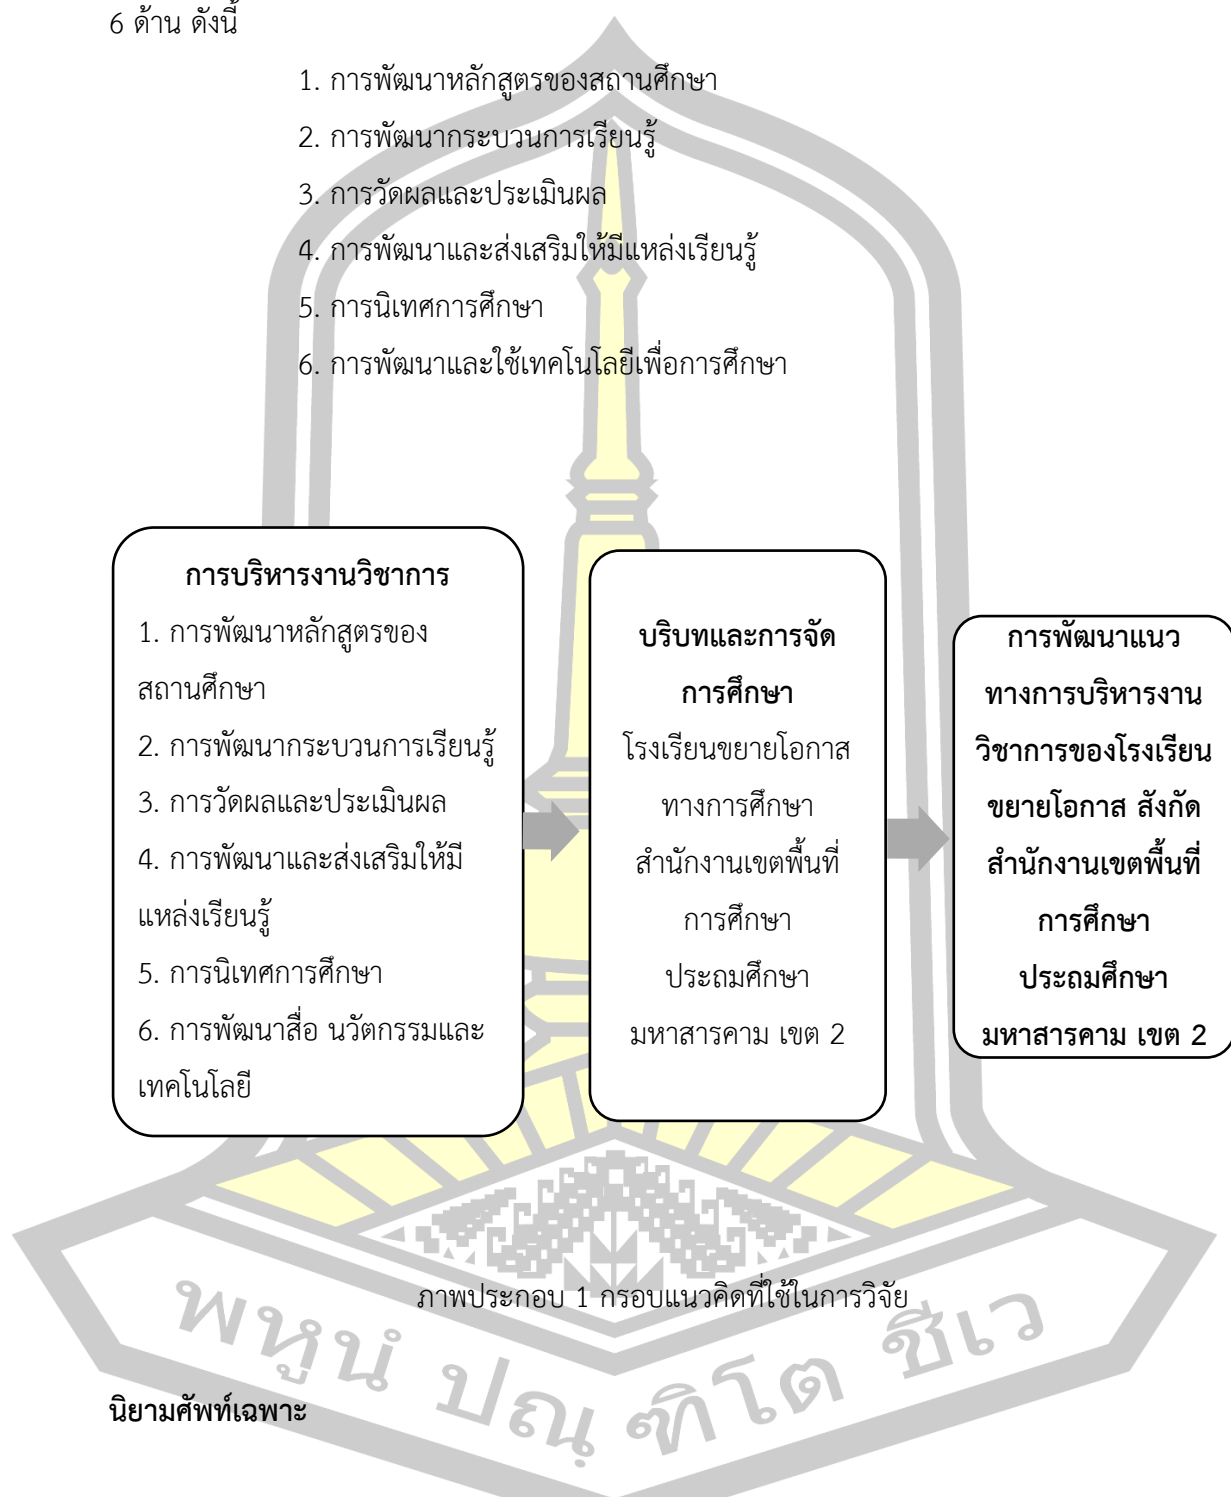 6 ด้าน ดังนี้
1. การพัฒนาหลักสูตรของสถานศึกษา
2. การพัฒนากระบวนการเรียนรู้
3. การวัดผลและประเมินผล
4. การพัฒนาและส่งเสริมให้มีแหล่งเรียนรู้
5. การนิเทศการศึกษา
6. การพัฒนาและใช้เทคโนโลยีเพื่อการศึกษา
การบริหารงานวิชาการ
1. การพัฒนาหลักสูตรของ
สถานศึกษา
2. การพัฒนากระบวนการเรียนรู้
3. การวัดผลและประเมินผล
4. การพัฒนาและส่งเสริมให้มี
แหล่งเรียนรู้
5. การนิเทศการศึกษา
6. การพัฒนาสื่อ นวัตกรรมและ
เทคโนโลยี
บริบทและการจัด
การศึกษา
โรงเรียนขยายโอกาส
ทางการศึกษา
สำนักงานเขตพื้นที่
การศึกษา
ประถมศึกษา
มหาสารคาม เขต 2
การพัฒนาแนว
ทางการบริหารงาน
วิชาการของโรงเรียน
ขยายโอกาส สังกัด
สำนักงานเขตพื้นที่
การศึกษา
ประถมศึกษา
มหาสารคาม เขต 2
ภาพประกอบ 1 กรอบแนวคิดที่ใช้ในการวิจัย
พหูนํ ปณฺฑิโต ชีเว
นิยามศัพท์เฉพาะ